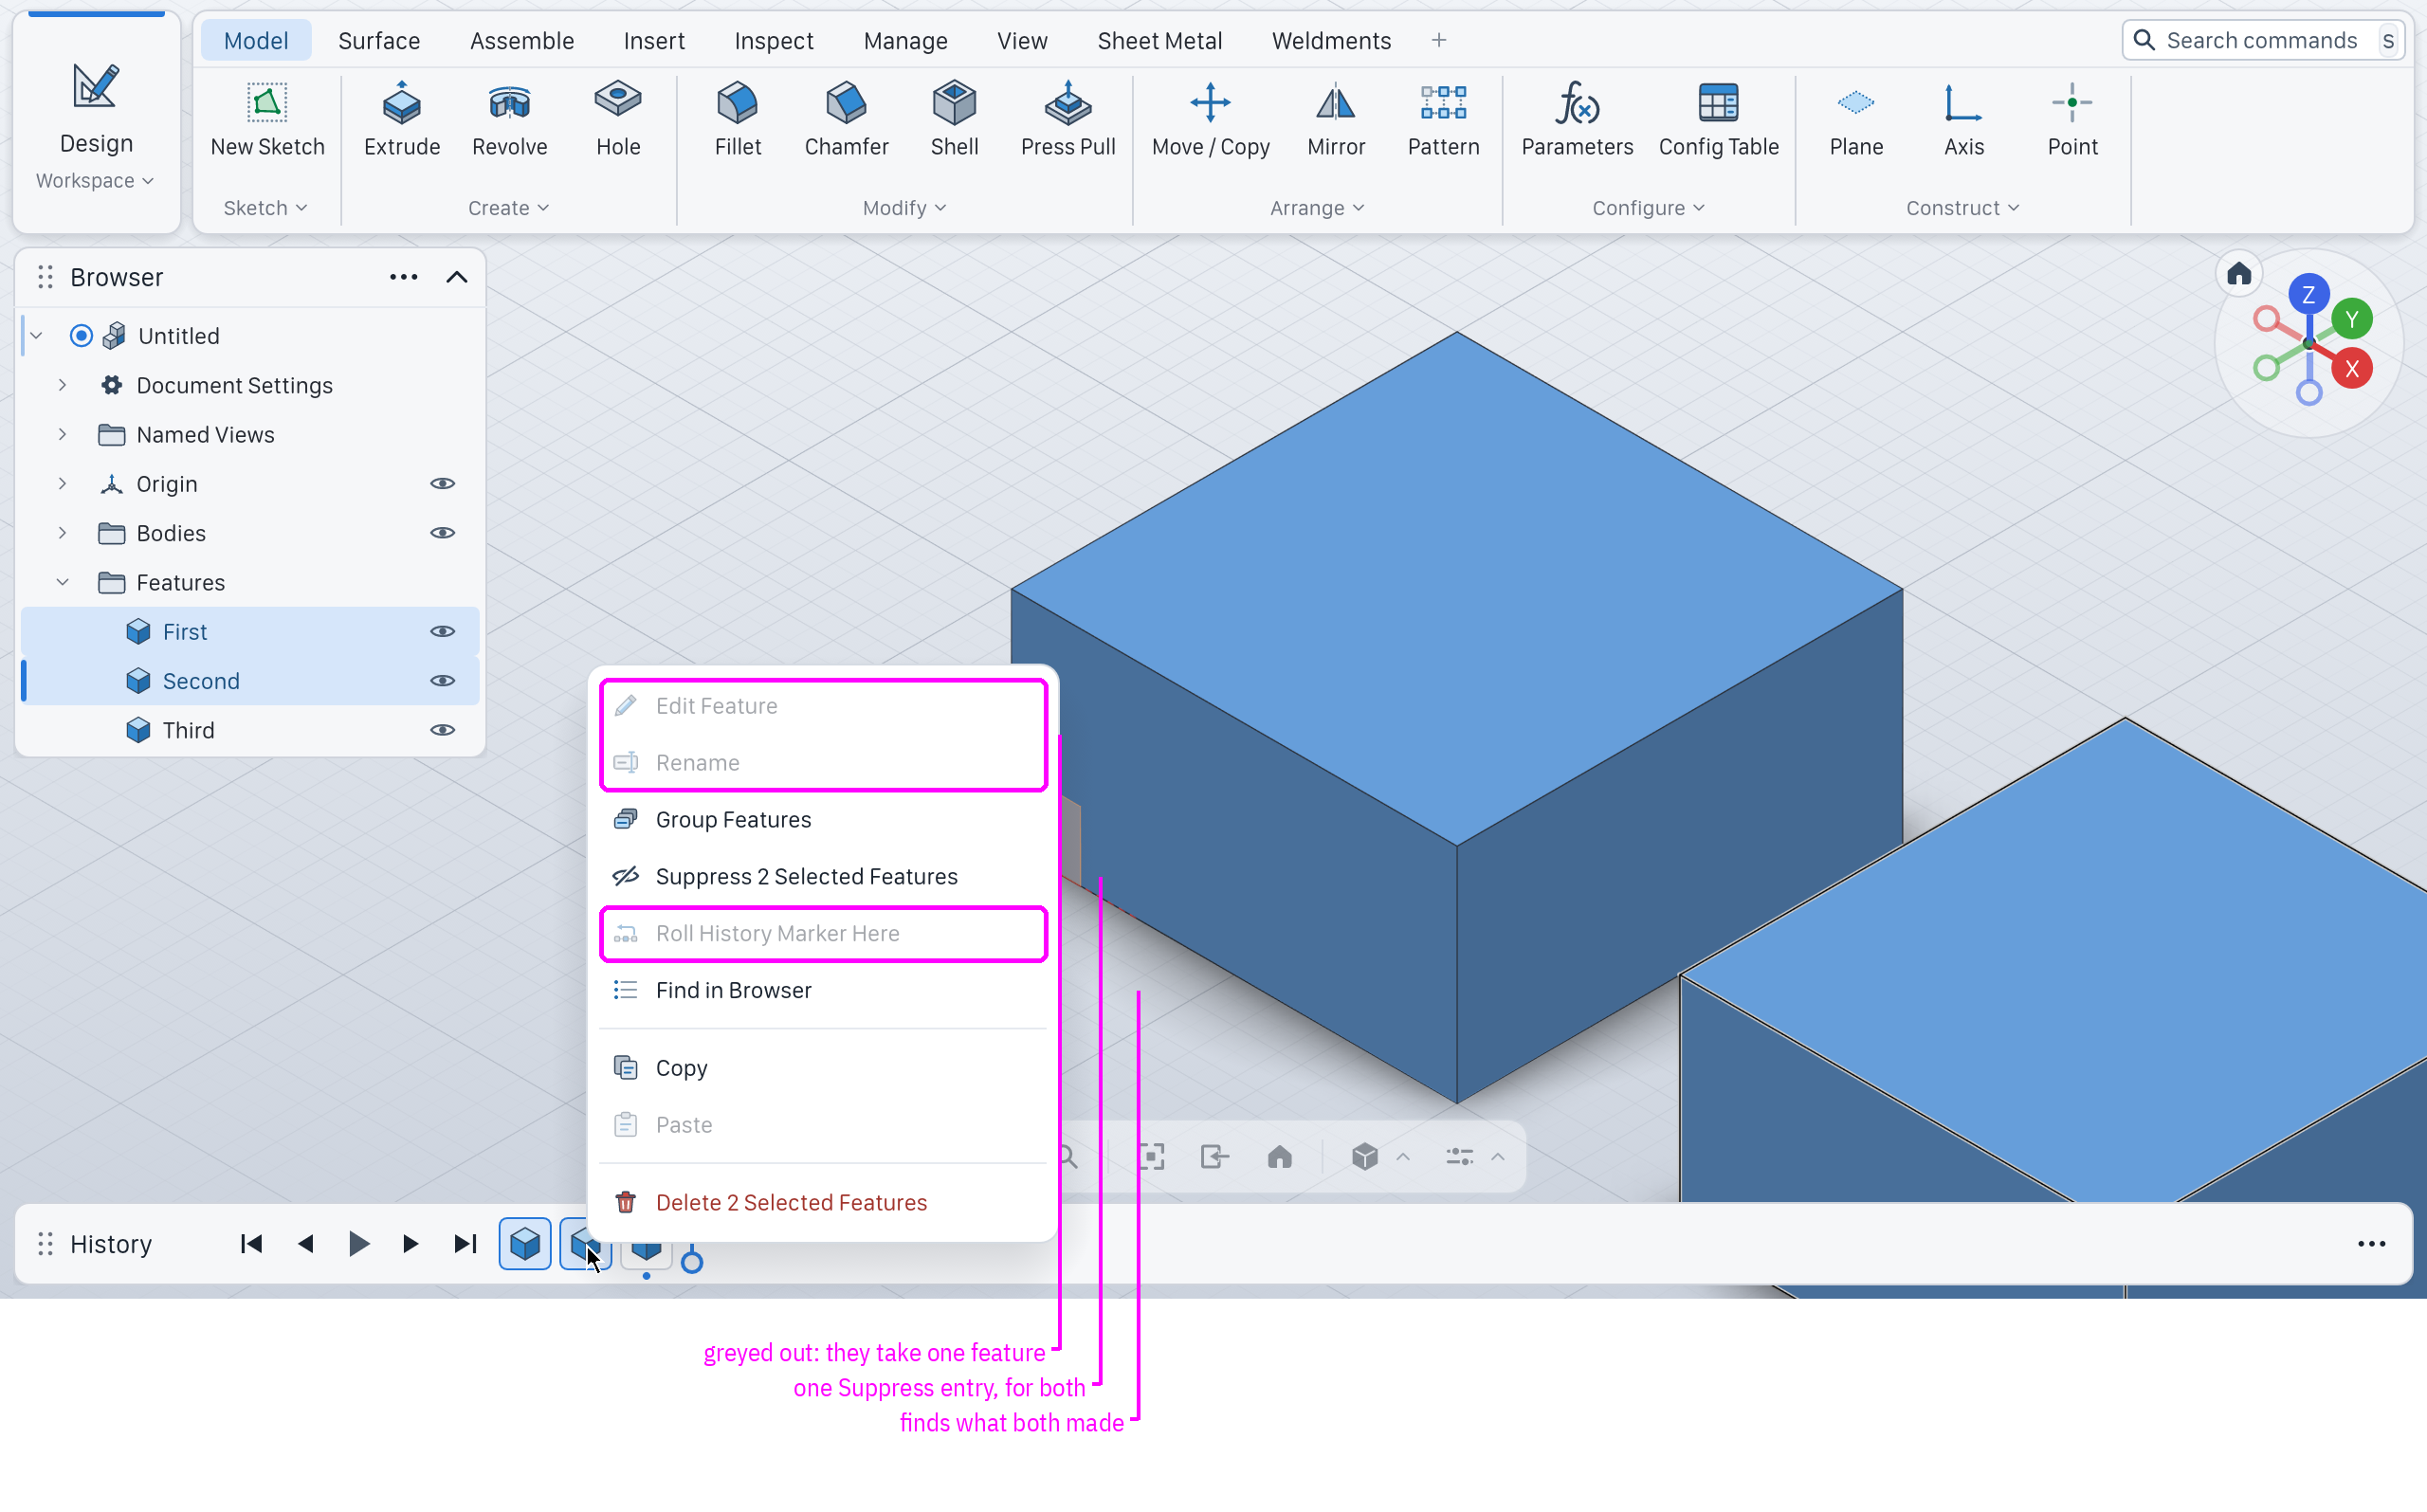 Model Surface Assemble Insert Inspect Manage View Sheet Metal Weldments + Search commands S
Design
Workspace
New Sketch Extrude Revolve Hole Fillet Chamfer Shell Press Pull Move / Copy Mirror Pattern Parameters Config Table Plane Axis Point
Sketch Create Modify Arrange Configure Construct
Browser
Untitled
Document Settings
Named Views
Origin
Bodies
Features
First
Second
Third
Z
Y
X
Edit Feature
Rename
Group Features
Suppress 2 Selected Features
Roll History Marker Here
Find in Browser
Copy
Paste
Delete 2 Selected Features
History
greyed out: they take one feature
one Suppress entry, for both
finds what both made